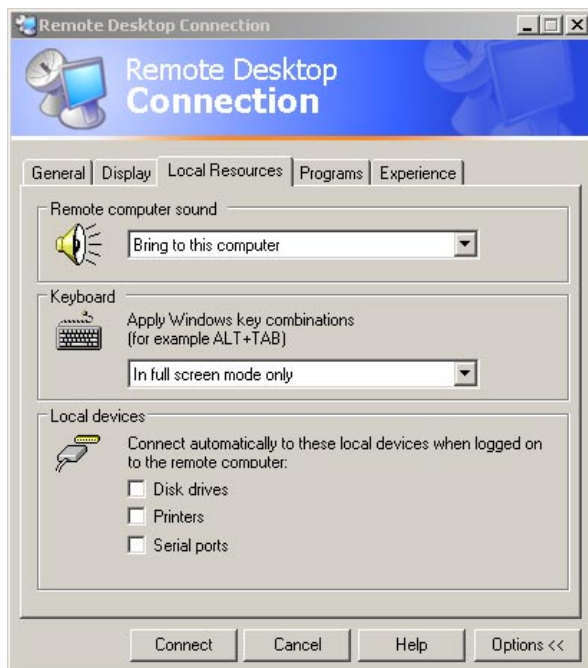 Remote Desktop Connection
Remote Desktop
Connection
General Display Local Resources Programs Experience
Remote computer sound
Bring to this computer
Keyboard
Apply Windows key combinations
(for example ALT+TAB)
In full screen mode only
Local devices
Connect automatically to these local devices when logged on
to the remote computer:
Disk drives
Printers
Serial ports
Connect Cancel Help Options <<